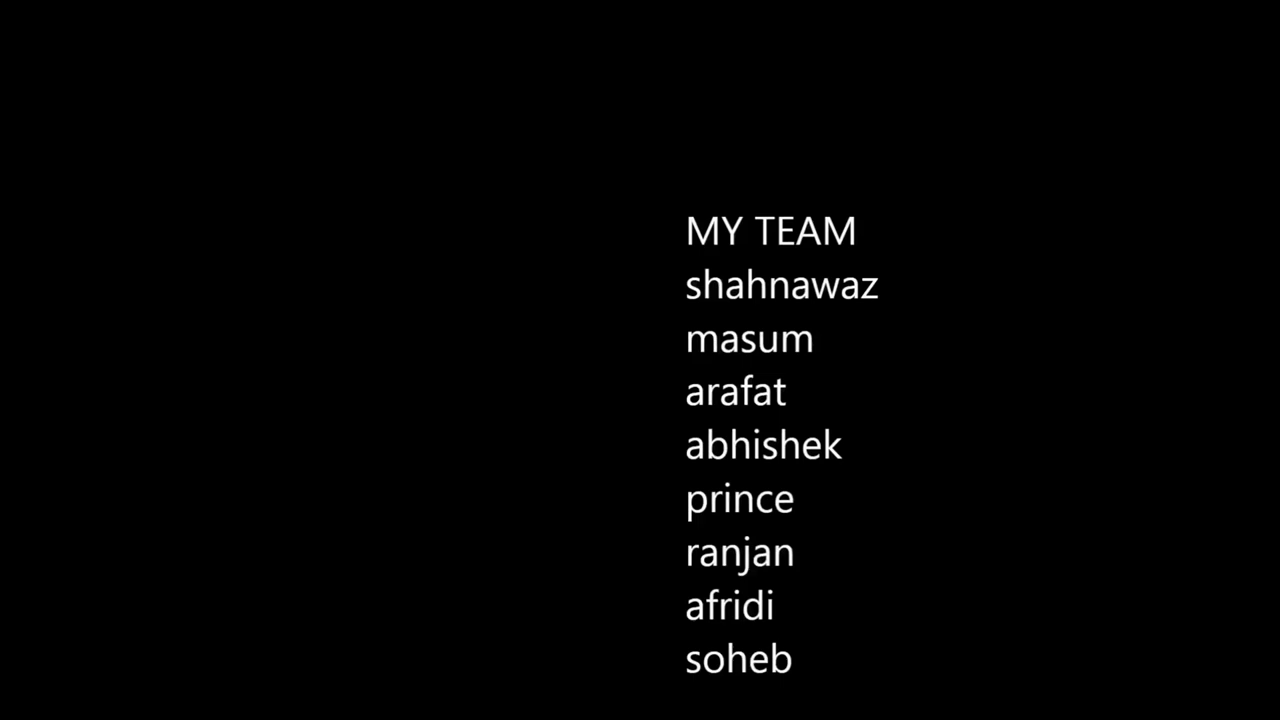 MY TEAM
shahnawaz
masum
arafat
abhishek
prince
ranjan
afridi
soheb